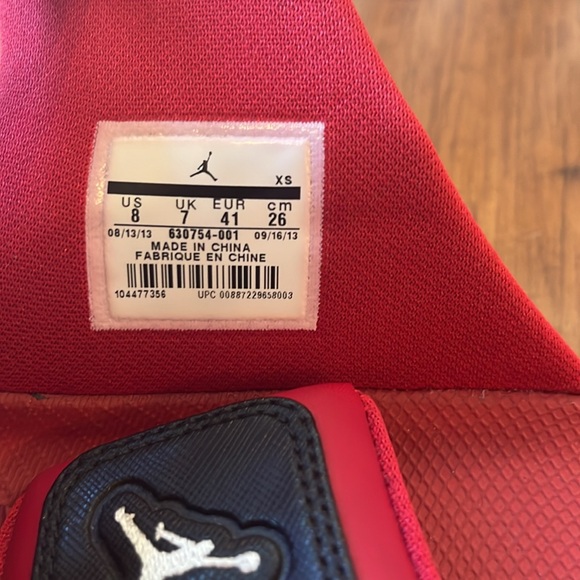 XS
US UK EUR cm
8 7 41 26
08/13/13 630754-001 09/16/13
MADE IN CHINA
FABRIQUE EN CHINE
104477356 UPC 00887229658003